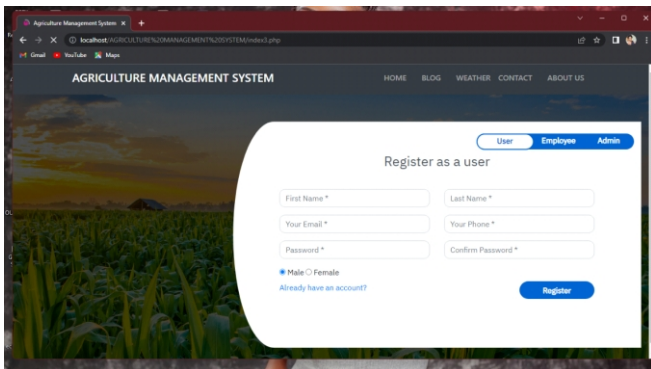 Agriculture Management System
localhost/AGRICULTURE%20MANAGEMENT%20SYSTEM/index3.php
Gmail YouTube Maps
AGRICULTURE MANAGEMENT SYSTEM HOME BLOG WEATHER CONTACT ABOUT US
User Employee Admin
Register as a user
First Name * Last Name *
Your Email * Your Phone *
Password * Confirm Password *
Male Female
Already have an account? Register